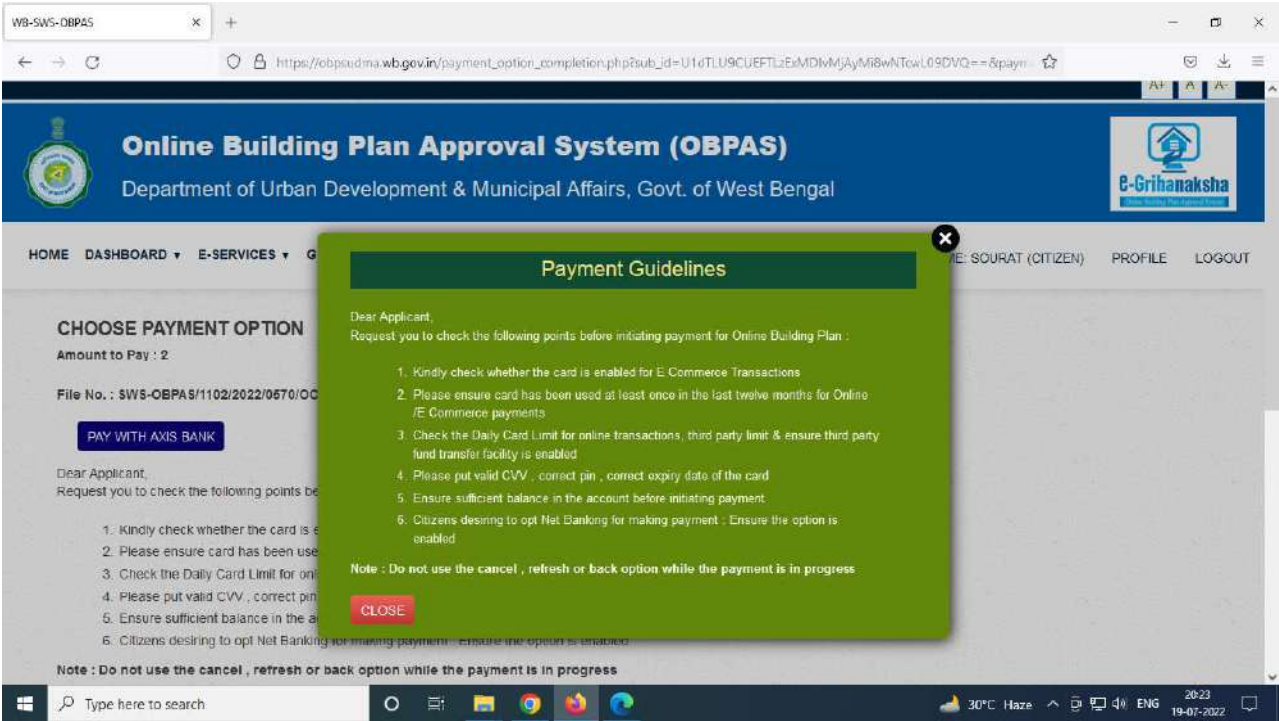 WB-SWS-OBPAS
https://obpsudma.wb.gov.in/payment_option_completion.php?sub_id=
A+ A A-
Online Building Plan Approval System (OBPAS)
Department of Urban Development & Municipal Affairs, Govt. of West Bengal
e-Grihanaksha
HOME DASHBOARD E-SERVICES G
E: SOURAT (CITIZEN) PROFILE LOGOUT
Payment Guidelines
Dear Applicant,
Request you to check the following points before initiating payment for Online Building Plan :
1. Kindly check whether the card is enabled for E Commerce Transactions
2. Please ensure card has been used at least once in the last twelve months for Online
/E Commerce payments
3. Check the Daily Card Limit for online transactions, third party limit & ensure third party
fund transfer facility is enabled
4. Please put valid CVV , correct pin , correct expiry date of the card
5. Ensure sufficient balance in the account before initiating payment
6. Citizens desiring to opt Net Banking for making payment : Ensure the option is
enabled
Note : Do not use the cancel , refresh or back option while the payment is in progress
CLOSE
CHOOSE PAYMENT OPTION
Amount to Pay : 2
File No. : SWS-OBPAS/1102/2022/0570/OC
PAY WITH AXIS BANK
Dear Applicant,
Request you to check the following points be
1. Kindly check whether the card is e
2. Please ensure card has been use
3. Check the Daily Card Limit for onl
4. Please put valid CVV , correct pin
5. Ensure sufficient balance in the a
6. Citizens desiring to opt Net Banking for making payment : Ensure the option is enabled
Note : Do not use the cancel , refresh or back option while the payment is in progress
Type here to search
30°C Haze
ENG
20:23
19-07-2022